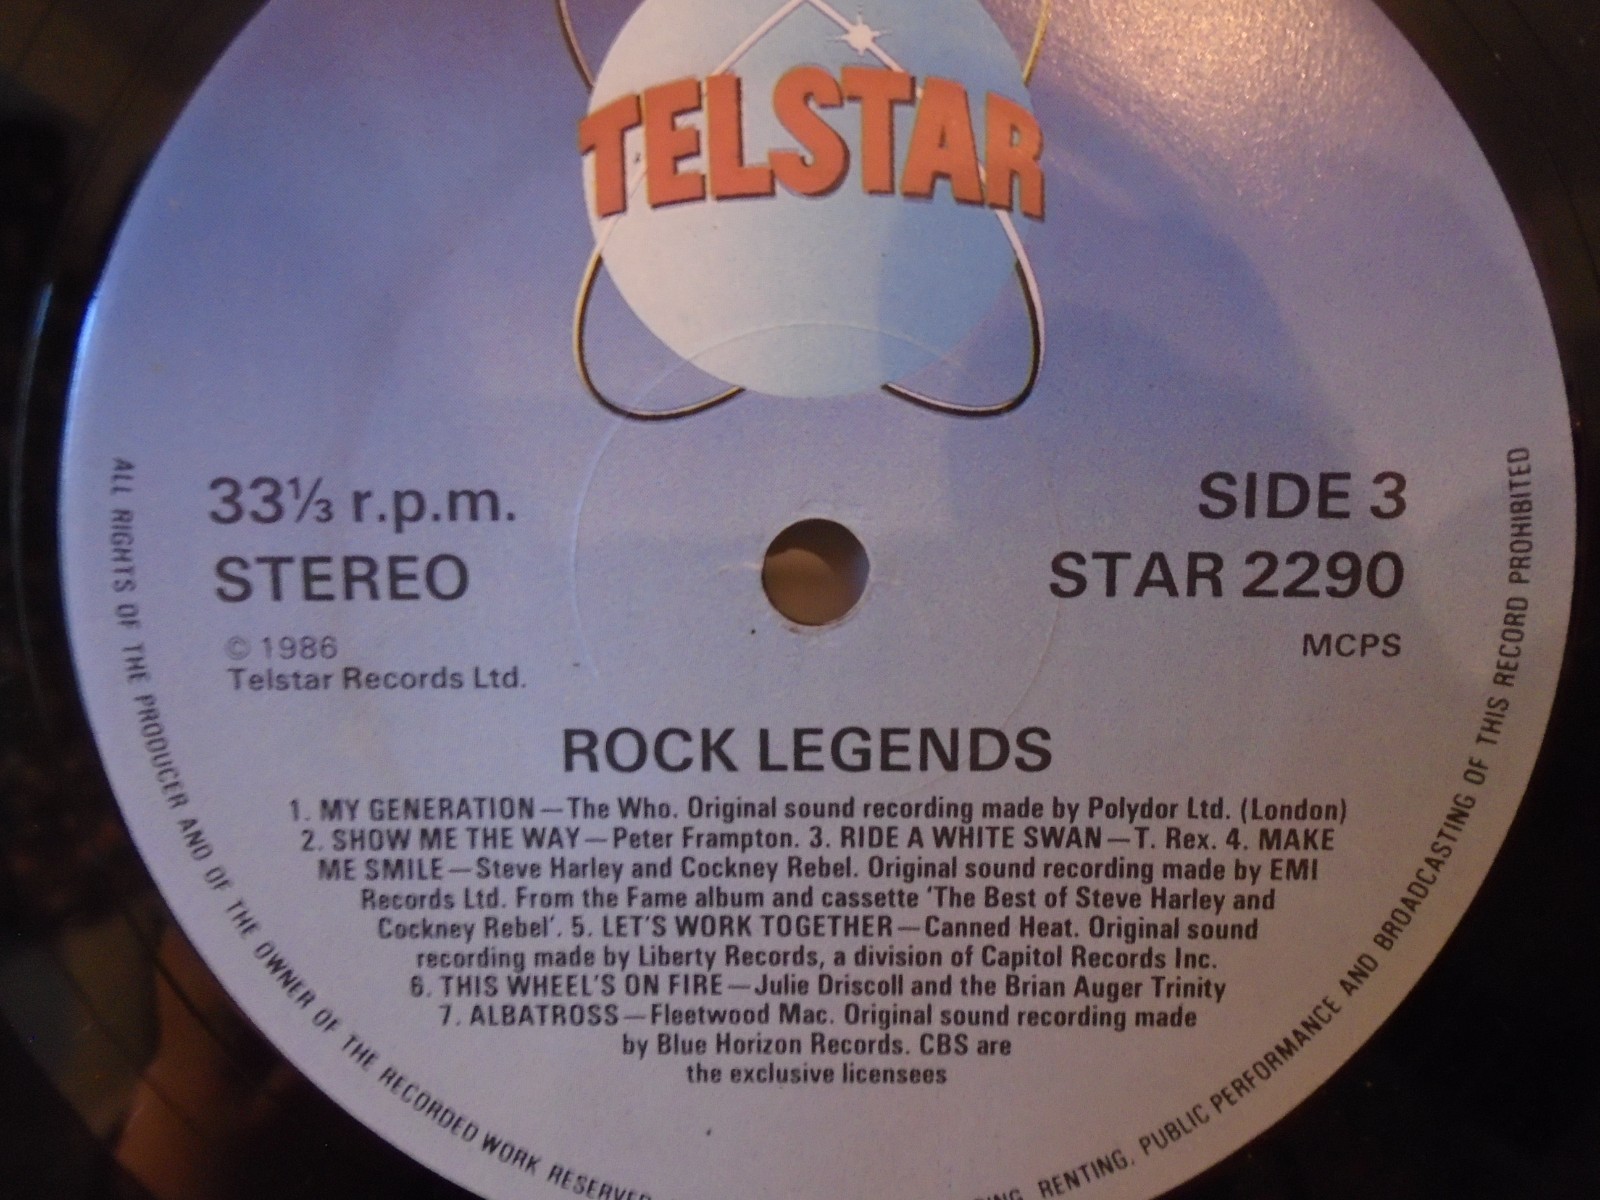 TELSTAR
33⅓ r.p.m.
STEREO
© 1986
Telstar Records Ltd.
SIDE 3
STAR 2290
MCPS
ROCK LEGENDS
1. MY GENERATION—The Who. Original sound recording made by Polydor Ltd. (London)
2. SHOW ME THE WAY—Peter Frampton. 3. RIDE A WHITE SWAN—T. Rex. 4. MAKE
ME SMILE—Steve Harley and Cockney Rebel. Original sound recording made by EMI
Records Ltd. From the Fame album and cassette 'The Best of Steve Harley and
Cockney Rebel'. 5. LET'S WORK TOGETHER—Canned Heat. Original sound
recording made by Liberty Records, a division of Capitol Records Inc.
6. THIS WHEEL'S ON FIRE—Julie Driscoll and the Brian Auger Trinity
7. ALBATROSS—Fleetwood Mac. Original sound recording made
by Blue Horizon Records. CBS are
the exclusive licensees
ALL RIGHTS OF THE PRODUCER AND OF THE OWNER OF THE RECORDED WORK
RENTING, PUBLIC PERFORMANCE AND BROADCASTING OF THIS RECORD PROHIBITED